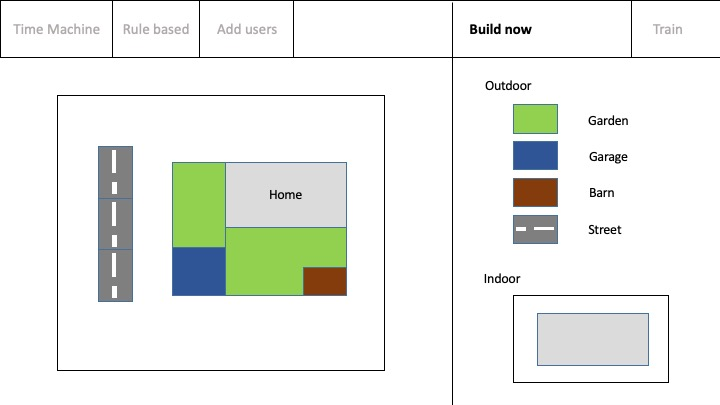 Time Machine
Rule based
Add users
Build now
Train
Outdoor
Garden
Garage
Barn
Street
Home
Indoor